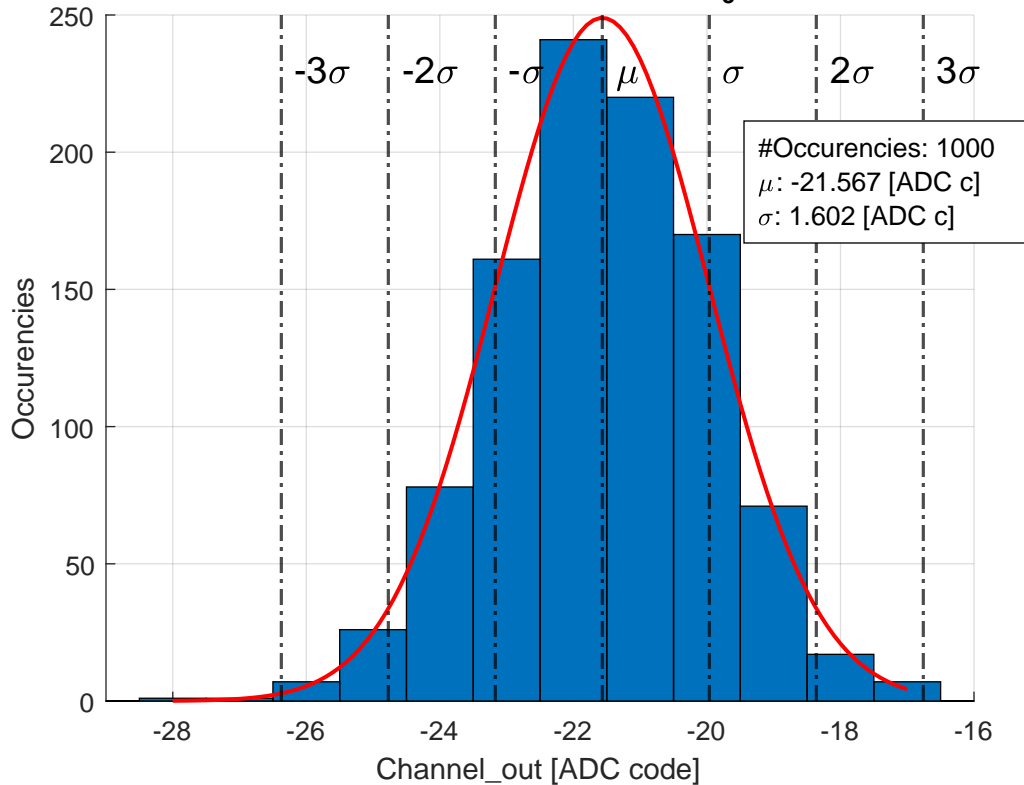 250
200
150
100
50
0
Occurencies
-3σ -2σ -σ μ σ 2σ 3σ
#Occurencies: 1000
μ: -21.567 [ADC c]
σ: 1.602 [ADC c]
-28 -26 -24 -22 -20 -18 -16
Channel_out [ADC code]